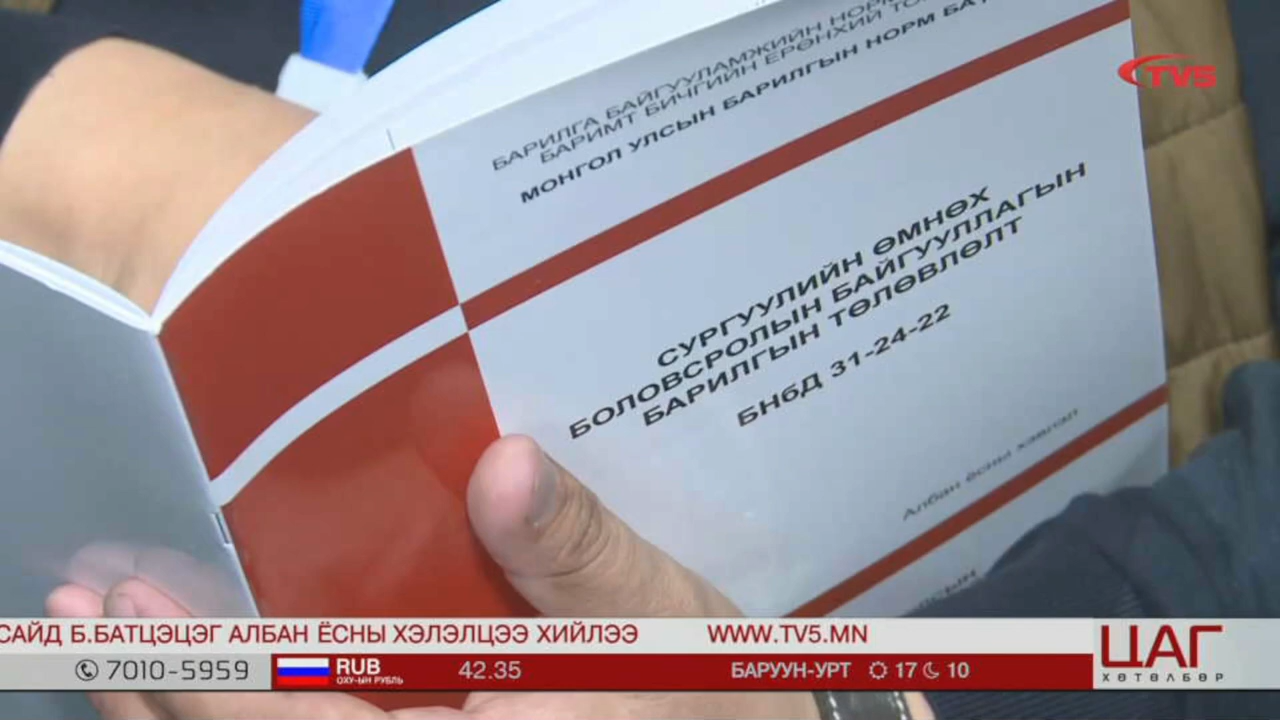 TV5
БАРИЛГА БАЙГУУЛАМЖИЙН НОРМ
БАРИМТ БИЧГИЙН ЕРӨНХИЙ
МОНГОЛ УЛСЫН БАРИЛГЫН НОРМ
СУРГУУЛИЙН ӨМНӨХ
БОЛОВСРОЛЫН БАЙГУУЛЛАГЫН
БАРИЛГЫН ТӨЛӨВЛӨЛТ
БНбД 31-24-22
Албан ёсны хэвлэл
САЙД Б.БАТЦЭЦЭГ АЛБАН ЁСНЫ ХЭЛЭЛЦЭЭ ХИЙЛЭЭ WWW.TV5.MN
7010-5959 RUB 42.35 БАРУУН-УРТ 17 10
ОХУ-ЫН РУБЛЬ
ЦАГ
ХӨТӨЛБӨР